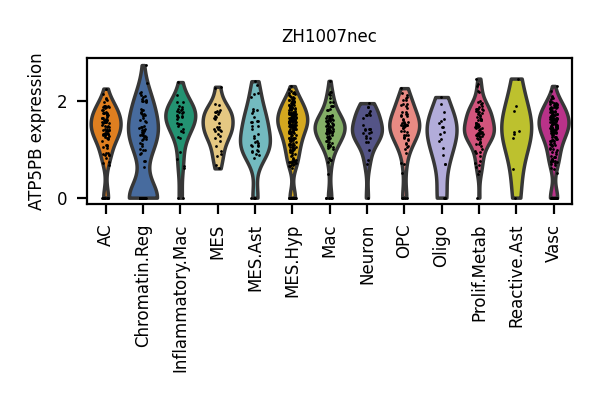 ZH1007nec
ATP5PB expression
2
0
AC
Chromatin.Reg
Inflammatory.Mac
MES
MES.Ast
MES.Hyp
Mac
Neuron
OPC
Oligo
Prolif.Metab
Reactive.Ast
Vasc